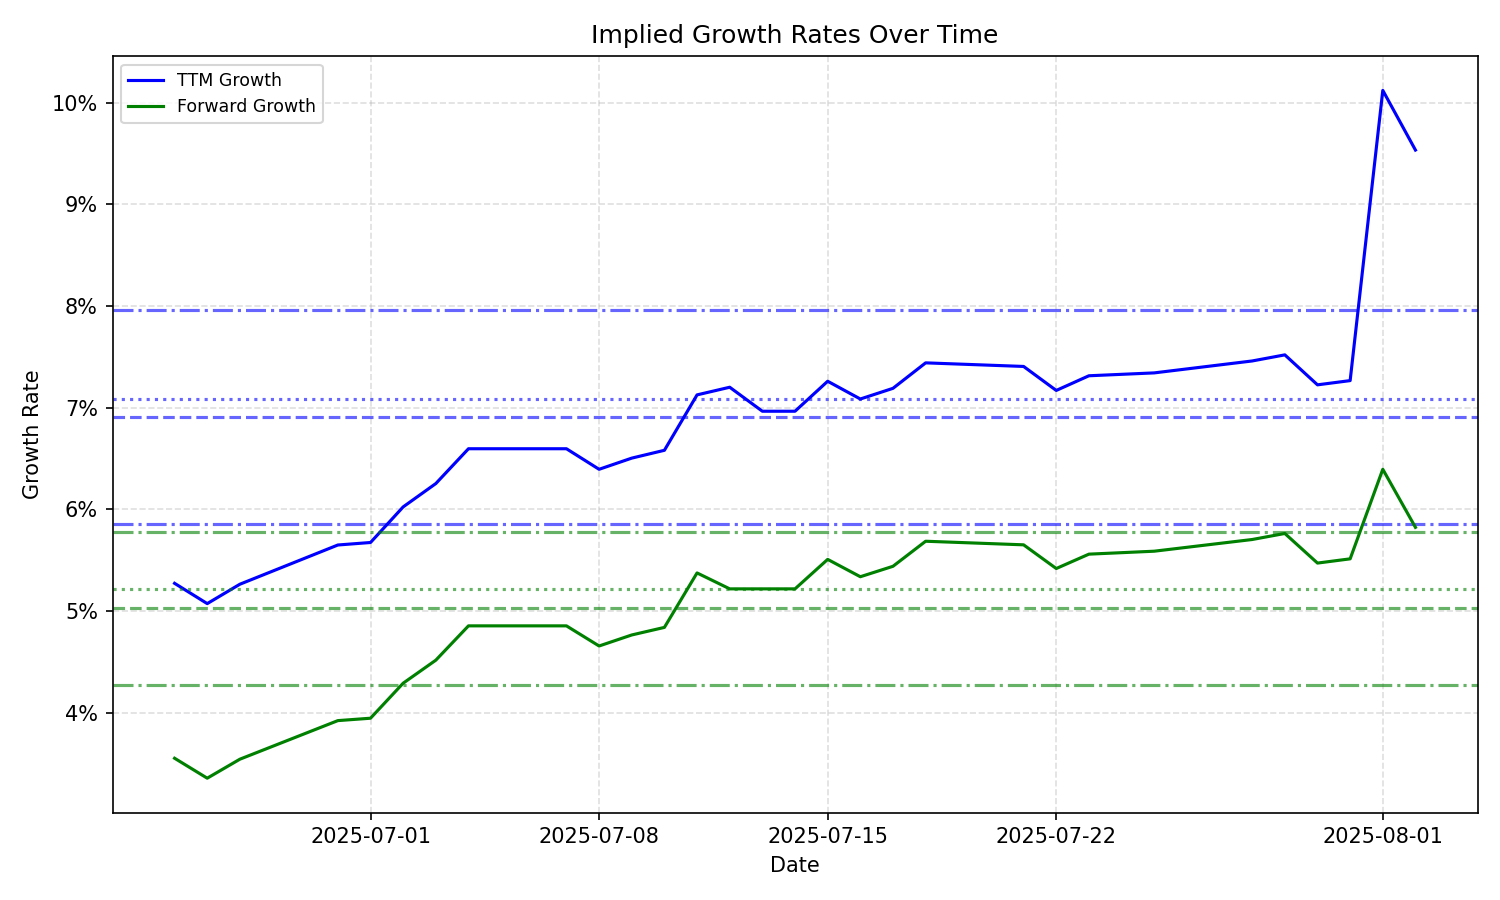 Implied Growth Rates Over Time
TTM Growth
Forward Growth
10%
9%
8%
7%
6%
5%
4%
Growth Rate
2025-07-01
2025-07-08
2025-07-15
2025-07-22
2025-08-01
Date